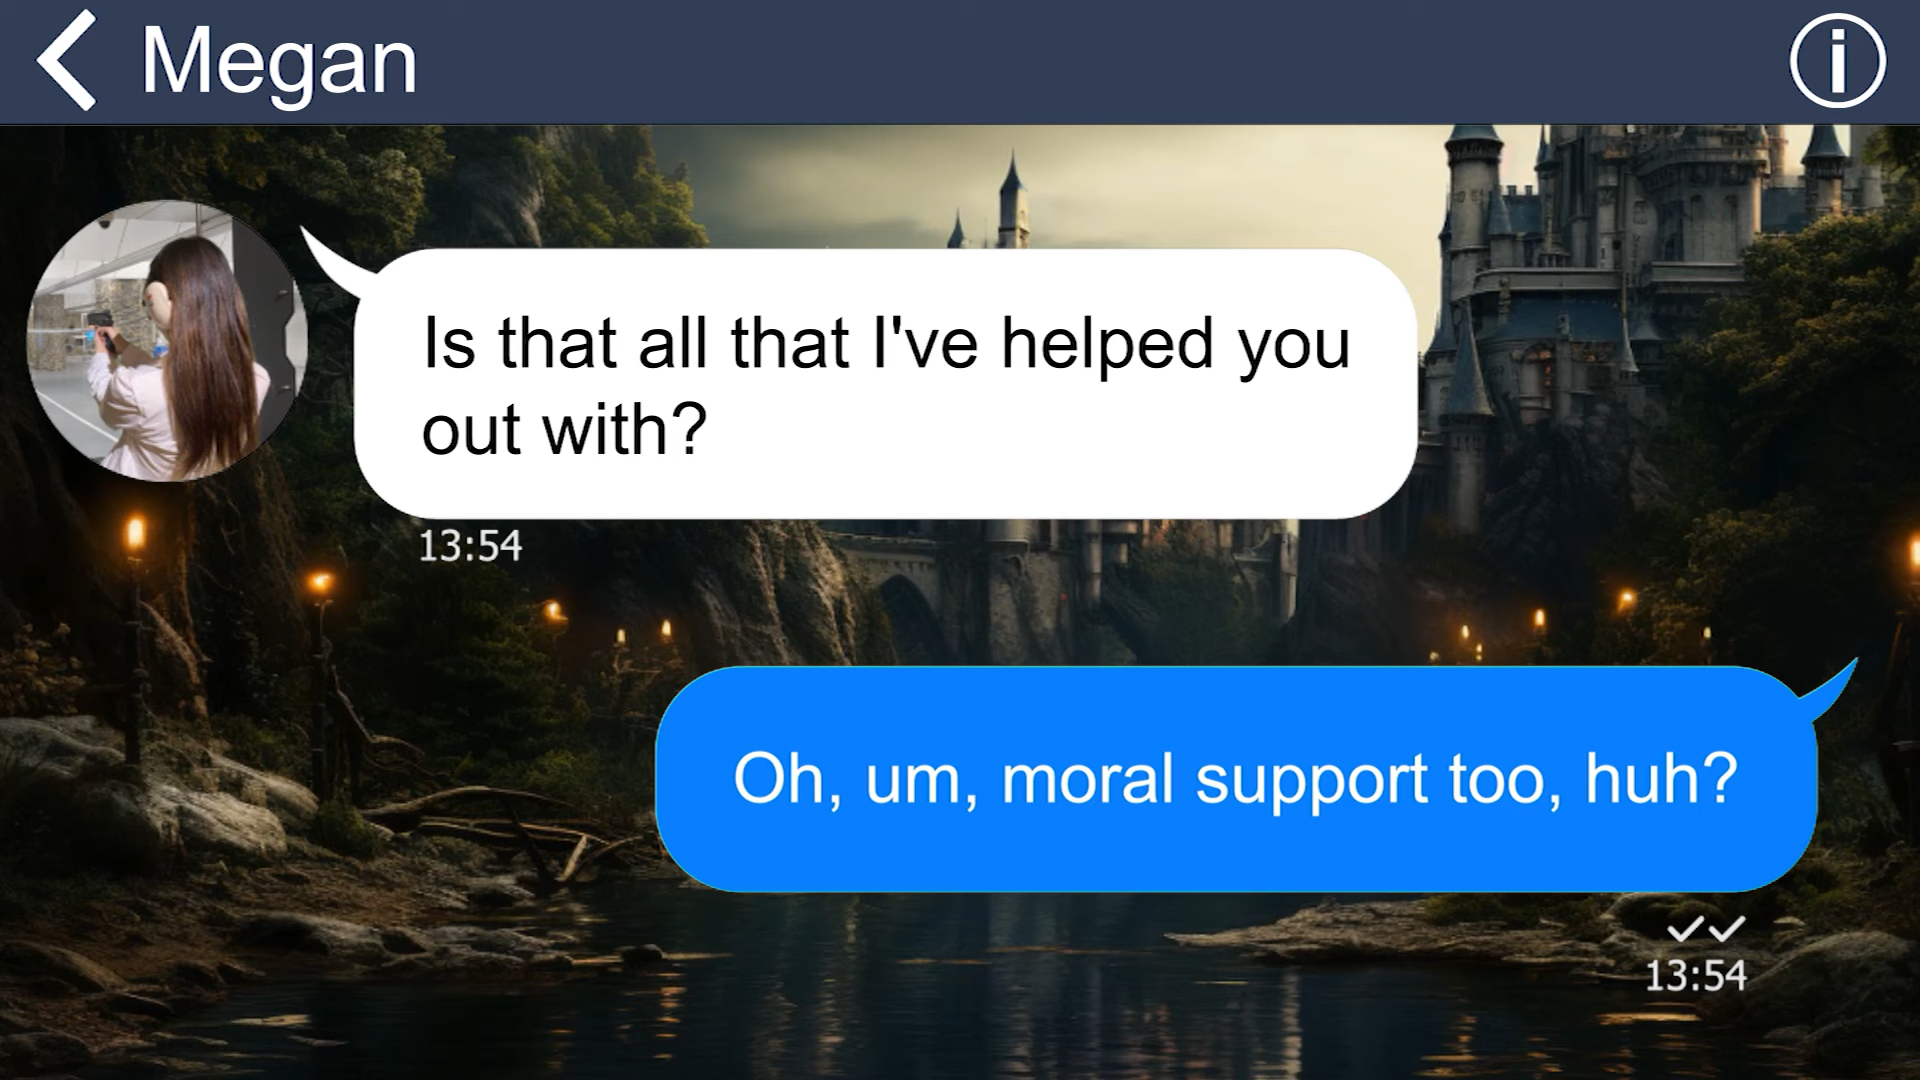 Megan
Is that all that I've helped you
out with?
13:54
Oh, um, moral support too, huh?
13:54